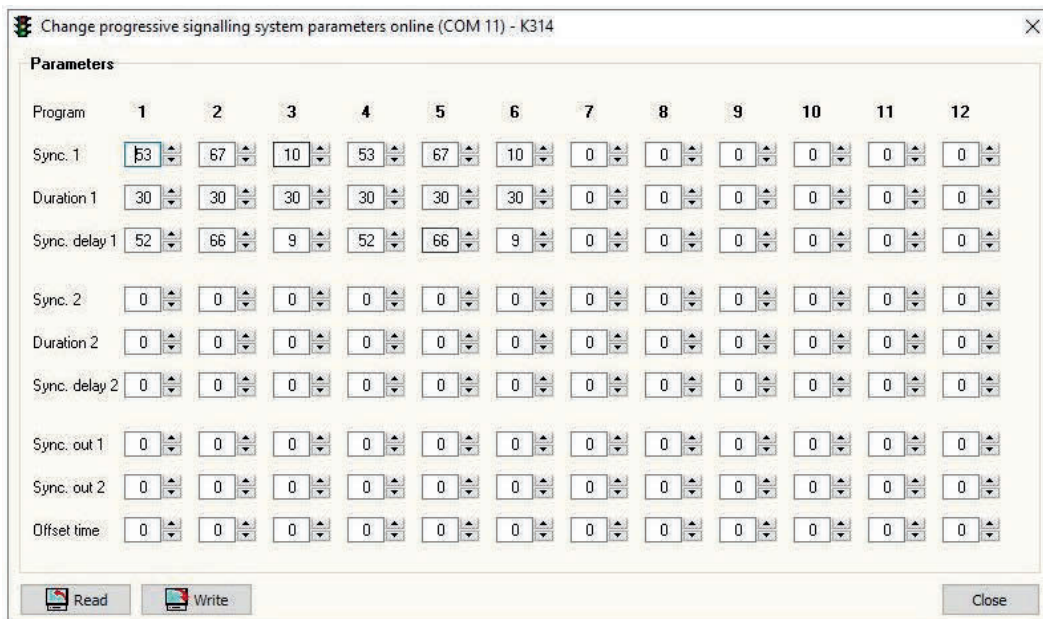 Change progressive signalling system parameters online (COM 11) - K314
Parameters
Program 1 2 3 4 5 6 7 8 9 10 11 12
Sync. 1 53 67 10 53 67 10 0 0 0 0 0 0
Duration 1 30 30 30 30 30 30 0 0 0 0 0 0
Sync. delay 1 52 66 9 52 66 9 0 0 0 0 0 0
Sync. 2 0 0 0 0 0 0 0 0 0 0 0 0
Duration 2 0 0 0 0 0 0 0 0 0 0 0 0
Sync. delay 2 0 0 0 0 0 0 0 0 0 0 0 0
Sync. out 1 0 0 0 0 0 0 0 0 0 0 0 0
Sync. out 2 0 0 0 0 0 0 0 0 0 0 0 0
Offset time 0 0 0 0 0 0 0 0 0 0 0 0
Read Write Close